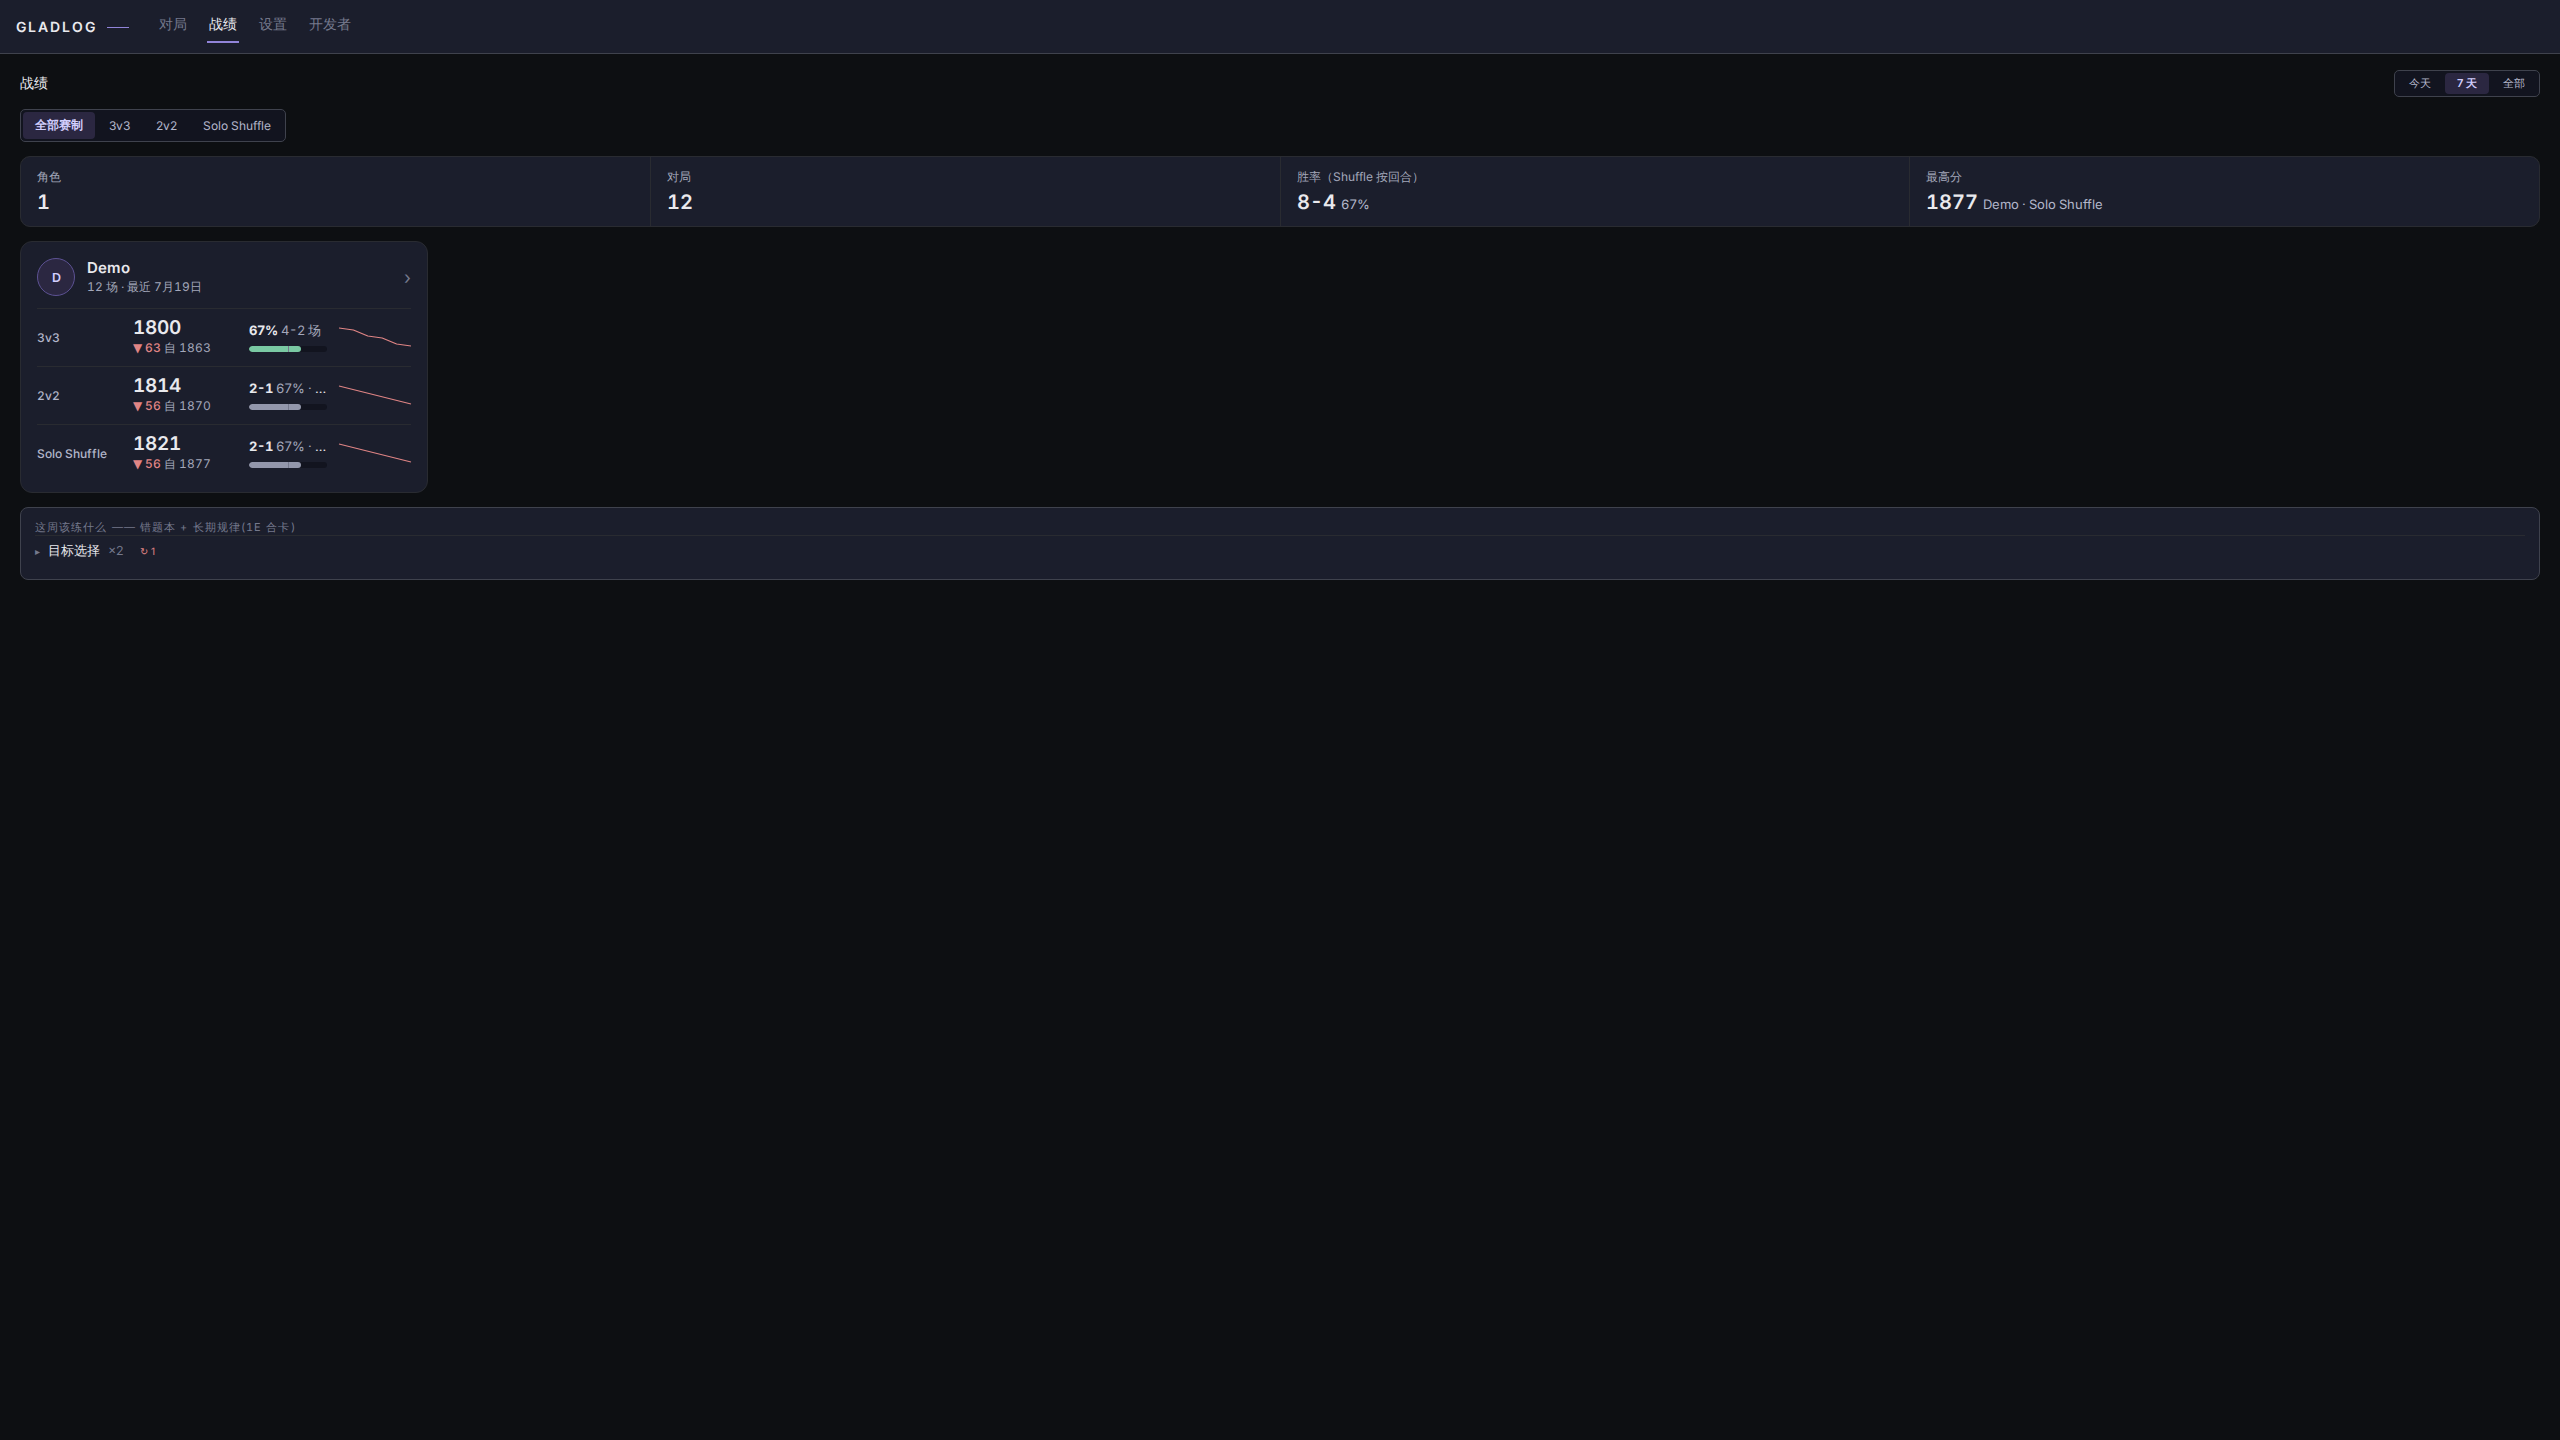 GLADLOG 对局 战绩 设置 开发者
战绩
今天 7 天 全部
全部赛制 3v3 2v2 Solo Shuffle
角色
1
对局
12
胜率（Shuffle 按回合）
8-4 67%
最高分
1877 Demo · Solo Shuffle
D
Demo
12 场 · 最近 7月19日
›
3v3
1800
▼ 63 自 1863
67% 4-2 场
2v2
1814
▼ 56 自 1870
2-1 67% · ...
Solo Shuffle
1821
▼ 56 自 1877
2-1 67% · ...
这周该练什么 —— 错题本 + 长期规律(1E 合卡)
▸ 目标选择 ×2 ↻ 1